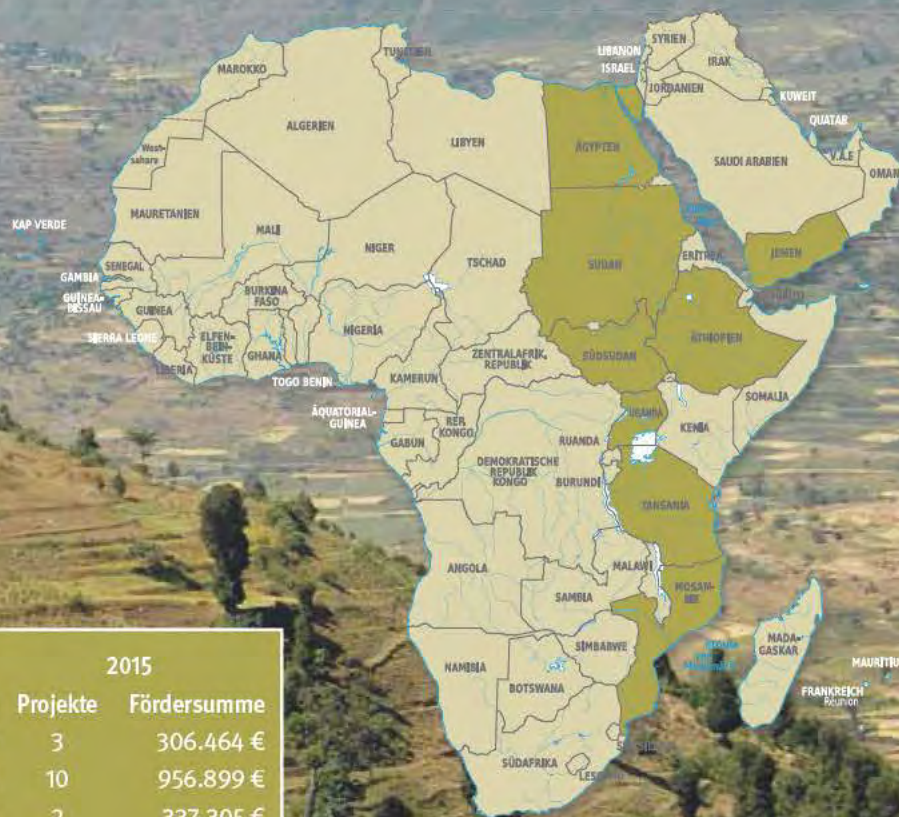 SYRIEN
LIBANON
ISRAEL
IRAK
TUNESIEN
MAROKKO
JORDANIEN
KUWEIT
ALGERIEN
LIBYEN
ÄGYPTEN
QUATAR
West-
sahara
SAUDI ARABIEN
V.A.E
OMAN
MAURETANIEN
KAP VERDE
MALI
NIGER
TSCHAD
SUDAN
ERITREA
JEMEN
SENEGAL
GAMBIA
GUINEA-
BISSAU
GUINEA
BURKINA
FASO
NIGERIA
SIERRA LEONE
ELFEN-
BEIN-
KÜSTE
GHANA
LIBERIA
TOGO BENIN
ZENTRALAFRIK.
REPUBLIK
SÜDSUDAN
ÄTHIOPIEN
KAMERUN
SOMALIA
ÄQUATORIAL-
GUINEA
UGANDA
KENIA
GABUN
REP.
KONGO
RUANDA
DEMOKRATISCHE
REPUBLIK
KONGO
BURUNDI
TANSANIA
ANGOLA
MALAWI
SAMBIA
MOSAM-
BIK
SIMBABWE
MADA-
GASKAR
NAMIBIA
BOTSWANA
MAURITIU
FRANKREICH
Réunion
SÜDAFRIKA
2015
Projekte Fördersumme
3 306.464 €
10 956.899 €